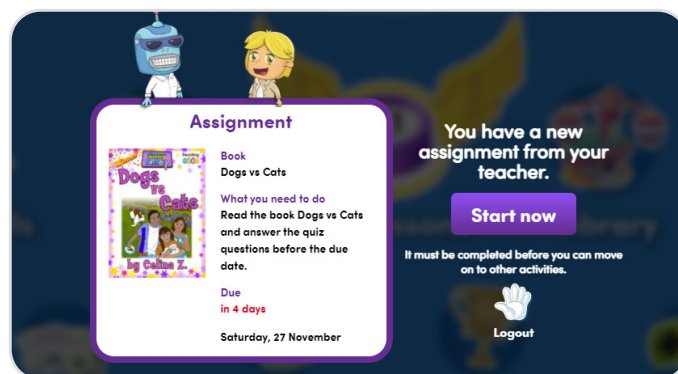 Assignment
Book
Dogs vs Cats
What you need to do
Read the book Dogs vs Cats
and answer the quiz
questions before the due
date.
Due
in 4 days
Saturday, 27 November
Dogs
vs
Cats
by Celina Z.
You have a new
assignment from your
teacher.
Start now
It must be completed before you can move
on to other activities.
Logout